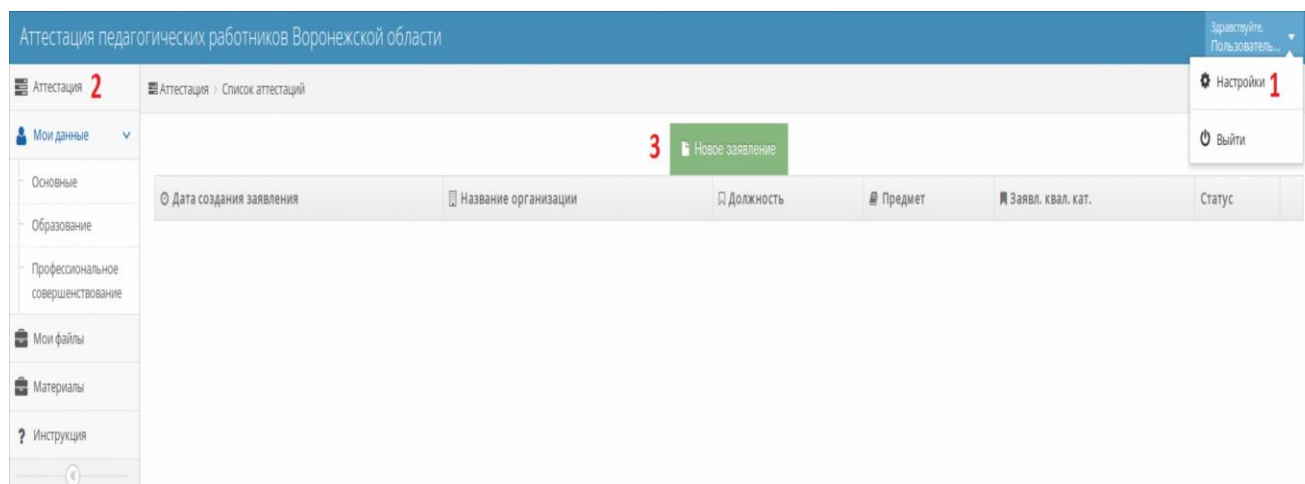 Аттестация педагогических работников Воронежской области
Здравствуйте,
Пользователь...
Аттестация 2
Аттестация > Список аттестаций
Настройки 1
Мои данные
3 Новое заявление
Выйти
Основные
Дата создания заявления Название организации Должность Предмет Заявл. квал. кат. Статус
Образование
Профессиональное
совершенствование
Мои файлы
Материалы
? Инструкция